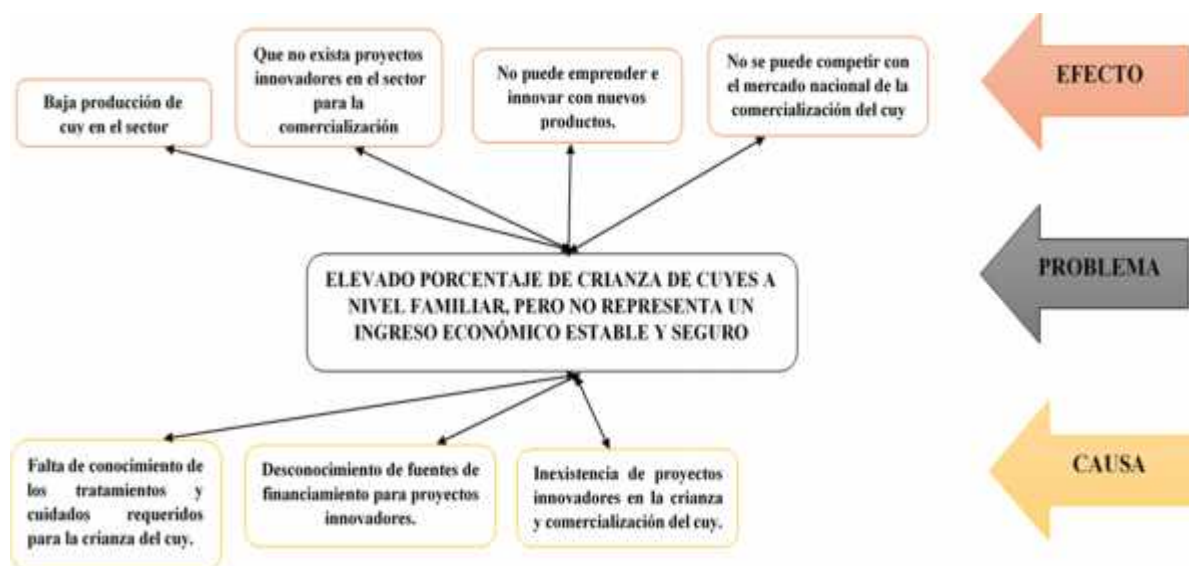 Baja producción de
cuy en el sector
Que no exista proyectos
innovadores en el sector
para la
comercialización
No puede emprender e
innovar con nuevos
productos.
No se puede competir con
el mercado nacional de la
comercialización del cuy
EFECTO
ELEVADO PORCENTAJE DE CRIANZA DE CUYES A
NIVEL FAMILIAR, PERO NO REPRESENTA UN
INGRESO ECONÓMICO ESTABLE Y SEGURO
PROBLEMA
Falta de conocimiento de
los tratamientos y
cuidados requeridos
para la crianza del cuy.
Desconocimiento de fuentes de
financiamiento para proyectos
innovadores.
Inexistencia de proyectos
innovadores en la crianza
y comercialización del cuy.
CAUSA